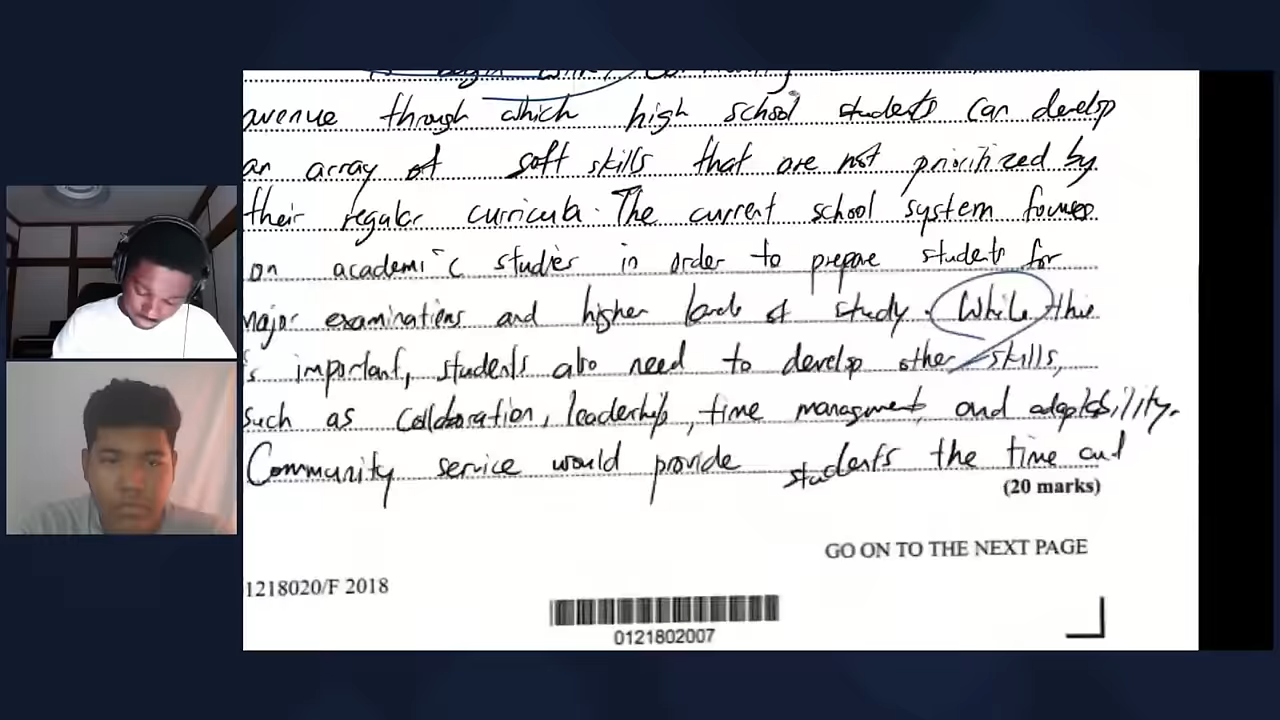 to begin with,
avenue through which high school students can develop
an array of soft skills that are not prioritized by
their regular curricula. The current school system focuses
on academic studies in order to prepare students for
major examinations and higher levels of study. While this
is important, students also need to develop other skills,
such as collaboration, leadership, time management, and adaptability.
Community service would provide students the time and
(20 marks)
GO ON TO THE NEXT PAGE
1218020/F 2018
0121802007